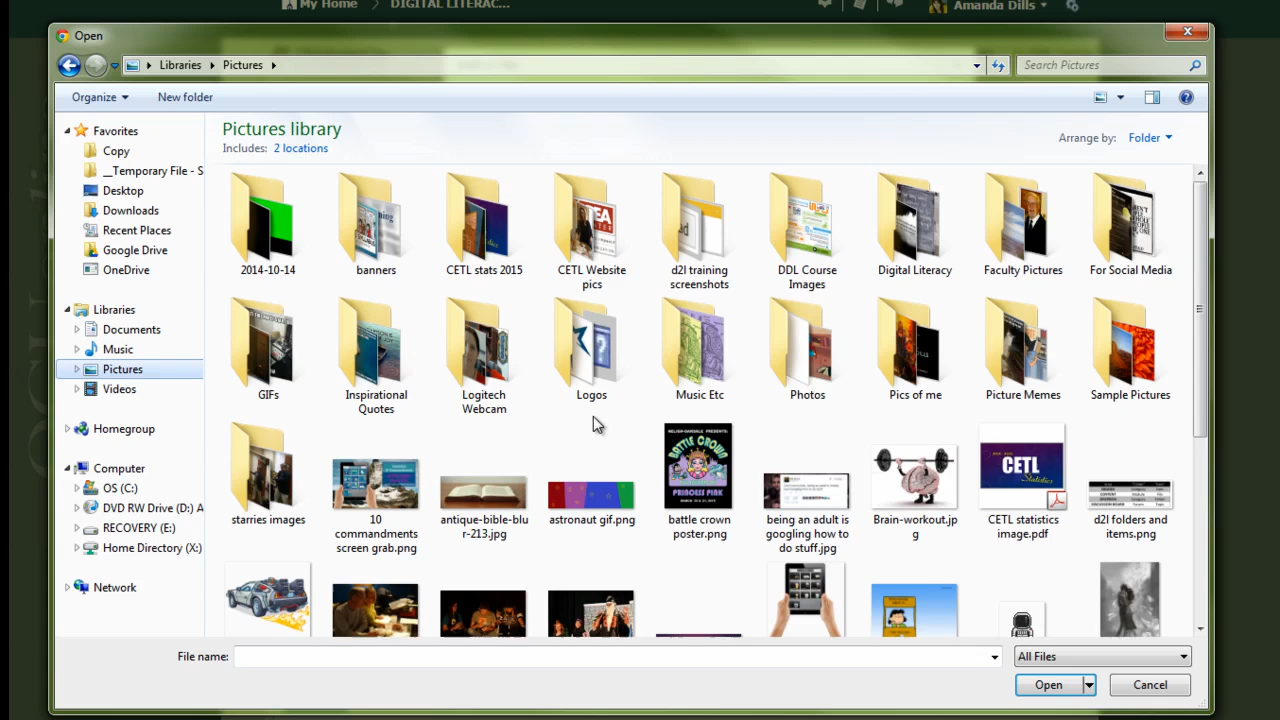 My Home
DIGITAL LITERAC...
Amanda Dills
Open
Libraries
Pictures
Search Pictures
Organize
New folder
Pictures library
Includes: 2 locations
Arrange by: Folder
Favorites
Copy
__Temporary File - S
Desktop
Downloads
Recent Places
Google Drive
OneDrive
Libraries
Documents
Music
Pictures
Videos
Homegroup
Computer
OS (C:)
DVD RW Drive (D:) A
RECOVERY (E:)
Home Directory (X:)
Network
2014-10-14
banners
CETL stats 2015
CETL Website
pics
d2l training
screenshots
DDL Course
Images
Digital Literacy
Faculty Pictures
For Social Media
GIFs
Inspirational
Quotes
Logitech
Webcam
Logos
Music Etc
Photos
Pics of me
Picture Memes
Sample Pictures
BATTLE CROWN
PRINCESS PINK
CETL
Statistics
starries images
10
commandments
screen grab.png
antique-bible-blu
r-213.jpg
astronaut gif.png
battle crown
poster.png
being an adult is
googling how to
do stuff.jpg
Brain-workout.jp
g
CETL statistics
image.pdf
d2l folders and
items.png
File name:
All Files
Open
Cancel